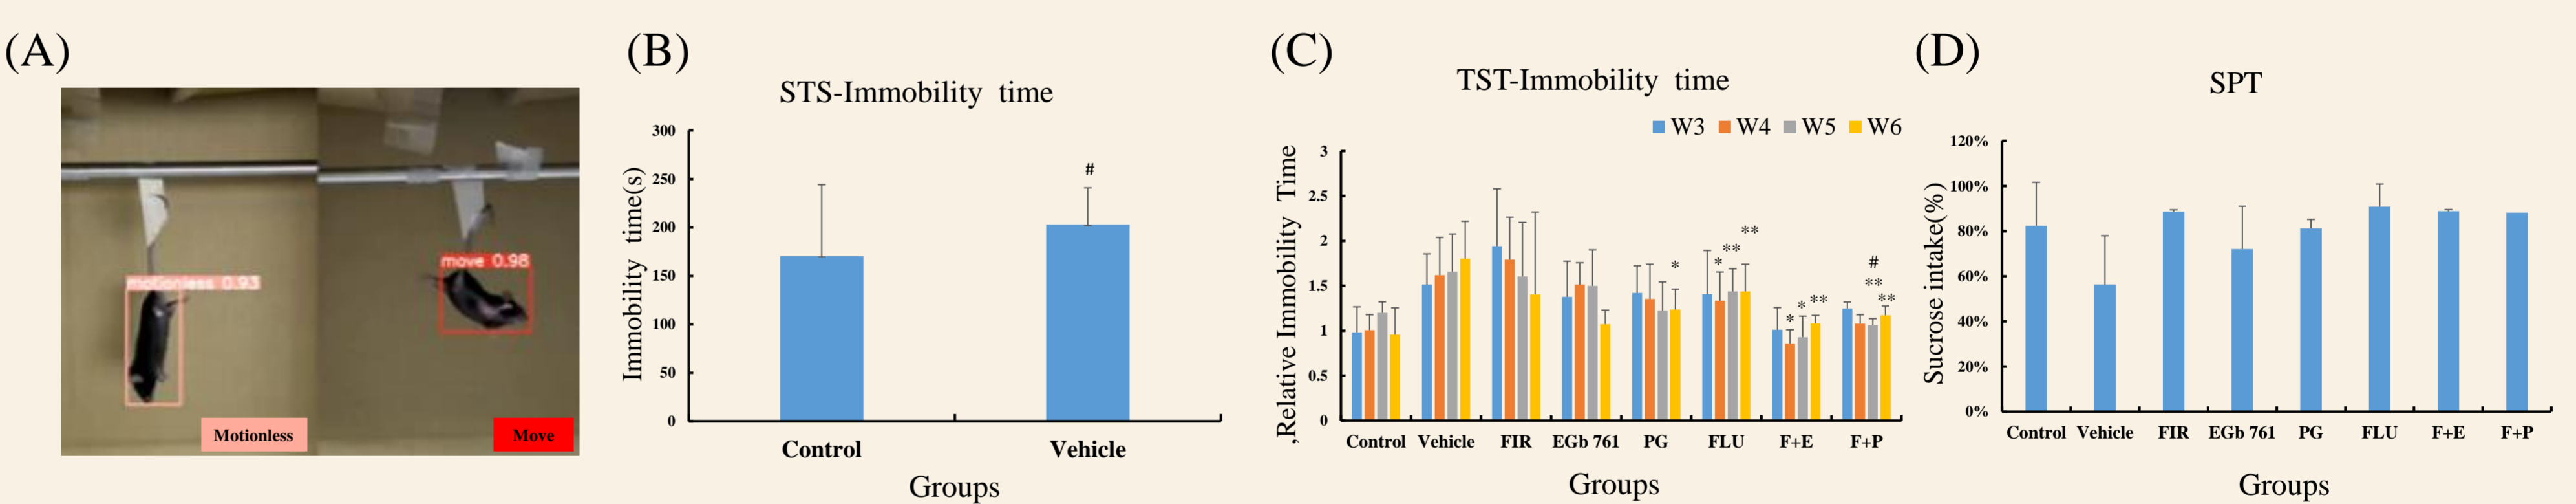 (A)
motionless 0.93
move 0.98
Motionless
Move
(B)
STS-Immobility time
Immobility time(s)
300
250
200
150
100
50
0
#
Control
Vehicle
Groups
(C)
TST-Immobility time
W3 W4 W5 W6
,Relative Immobility Time
3
2.5
2
1.5
1
0.5
0
*
*
**
**
*
*
**
#
**
**
Control Vehicle FIR EGb 761 PG FLU F+E F+P
Groups
(D)
SPT
Sucrose intake(%)
120%
100%
80%
60%
40%
20%
0%
Control Vehicle FIR EGb 761 PG FLU F+E F+P
Groups